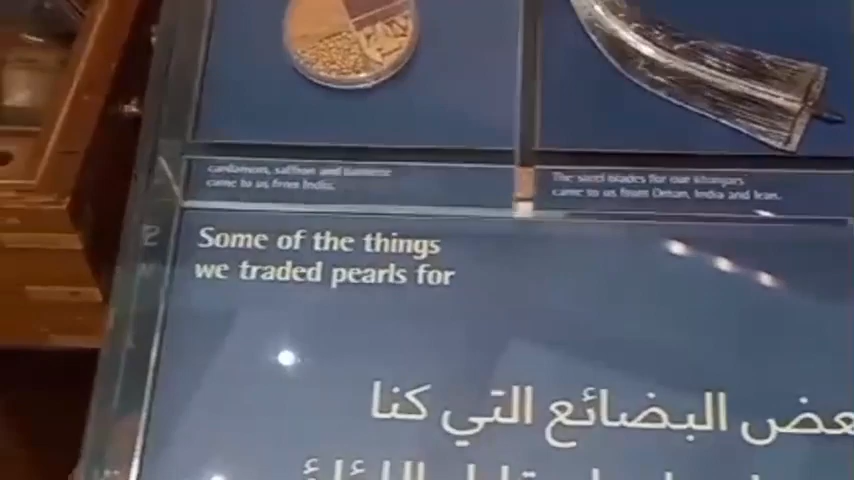 cardamom, saffron and turmeric
came to us from India.
The steel blades for our khanjars
came to us from Oman, India and Iran.
Some of the things
we traded pearls for
بعض البضائع التي كنا